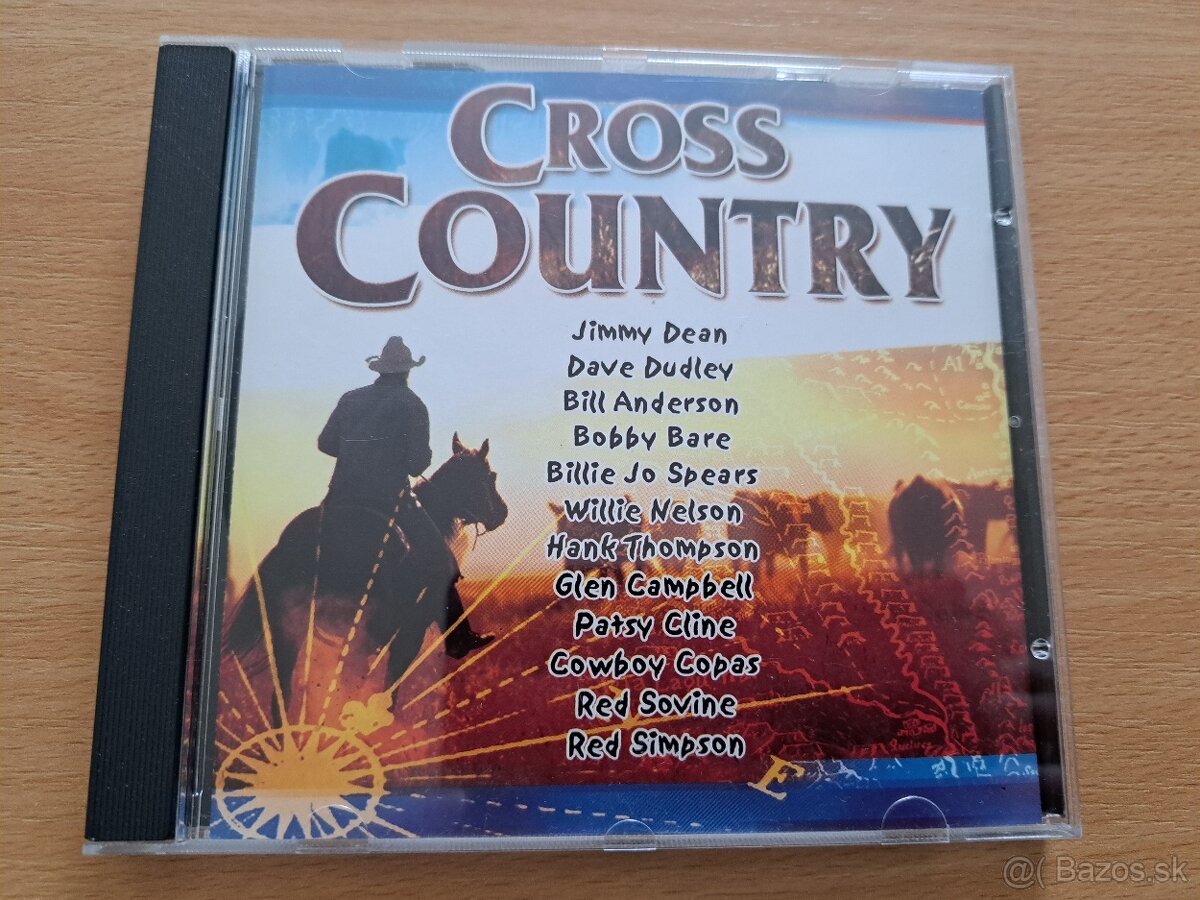 CROSS
COUNTRY
Jimmy Dean
Dave Dudley
Bill Anderson
Bobby Bare
Billie Jo Spears
Willie Nelson
Hank Thompson
Glen Campbell
Patsy Cline
Cowboy Copas
Red Sovine
Red Simpson
E
@( Bazos.sk